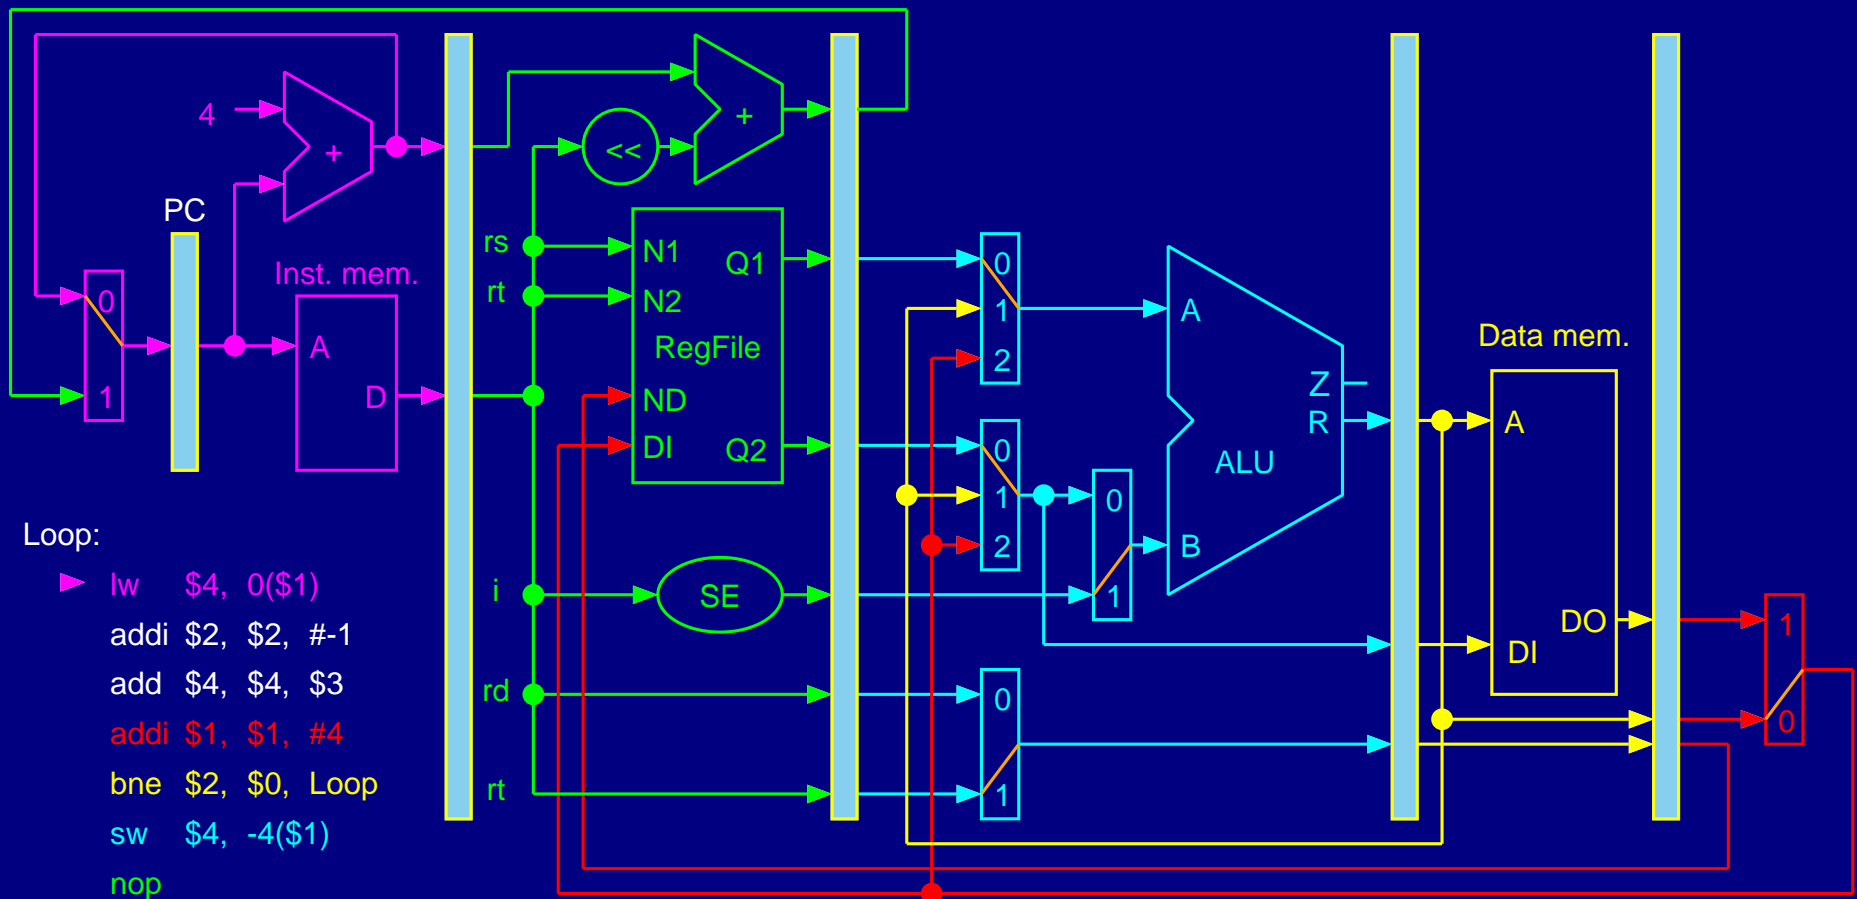 4
+
<<
+
PC
Inst. mem.
0
1
A
D
rs
rt
N1
N2
Q1
RegFile
ND
DI
Q2
i
SE
rd
rt
0
1
2
0
1
2
0
1
0
1
A
B
Z
R
ALU
Data mem.
A
DI
DO
1
0
Loop:
lw $4, 0($1)
addi $2, $2, #-1
add $4, $4, $3
addi $1, $1, #4
bne $2, $0, Loop
sw $4, -4($1)
nop